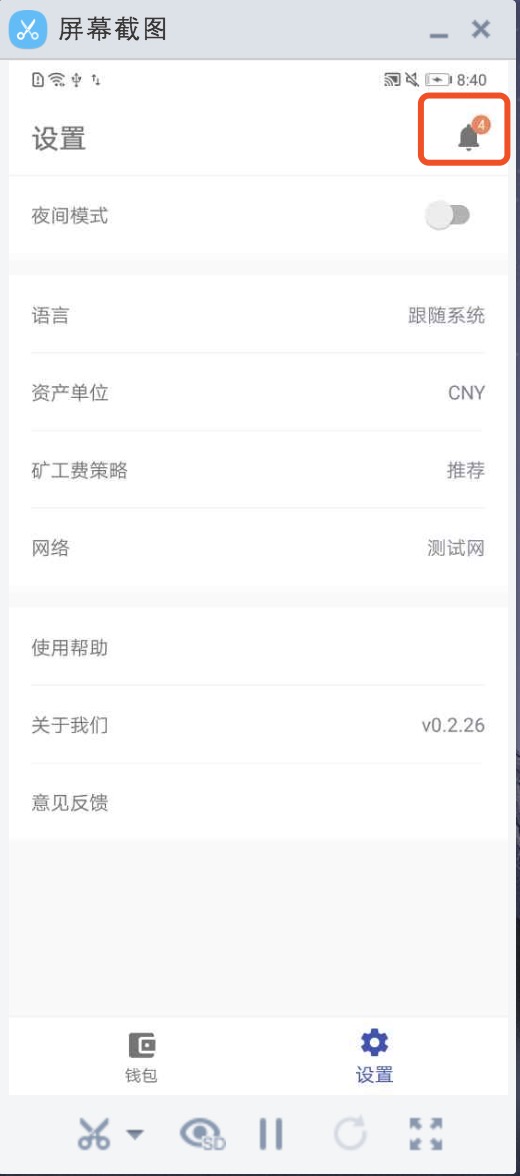 屏幕截图
8:40
设置
4
夜间模式
语言 跟随系统
资产单位 CNY
矿工费策略 推荐
网络 测试网
使用帮助
关于我们 v0.2.26
意见反馈
钱包 设置
SD